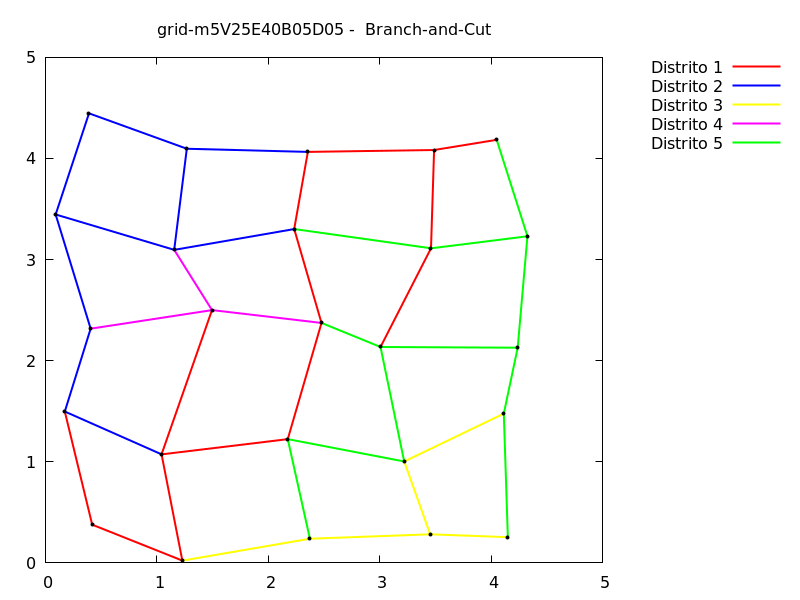 grid-m5V25E40B05D05 -  Branch-and-Cut
Distrito 1
Distrito 2
Distrito 3
Distrito 4
Distrito 5
5
4
3
2
1
0
0 1 2 3 4 5